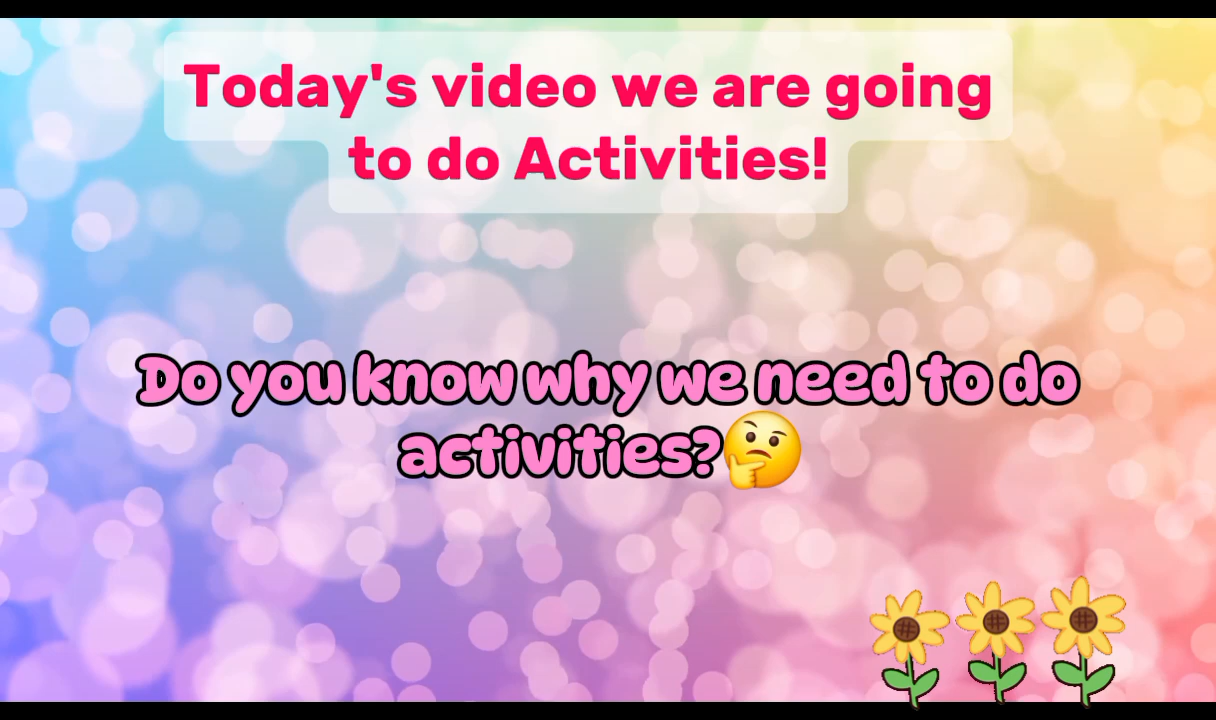 Today's video we are going
to do Activities!
Do you know why we need to do
activities?🤔